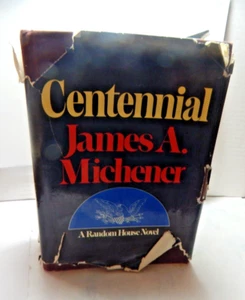 Centennial
James A.
Michener
A Random House Novel